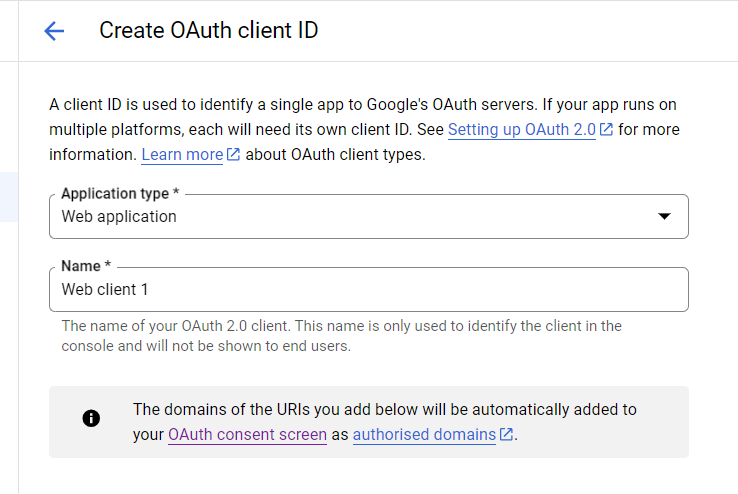 Create OAuth client ID
A client ID is used to identify a single app to Google's OAuth servers. If your app runs on
multiple platforms, each will need its own client ID. See Setting up OAuth 2.0 for more
information. Learn more about OAuth client types.
Application type *
Web application
Name *
Web client 1
The name of your OAuth 2.0 client. This name is only used to identify the client in the
console and will not be shown to end users.
The domains of the URIs you add below will be automatically added to
your OAuth consent screen as authorised domains.